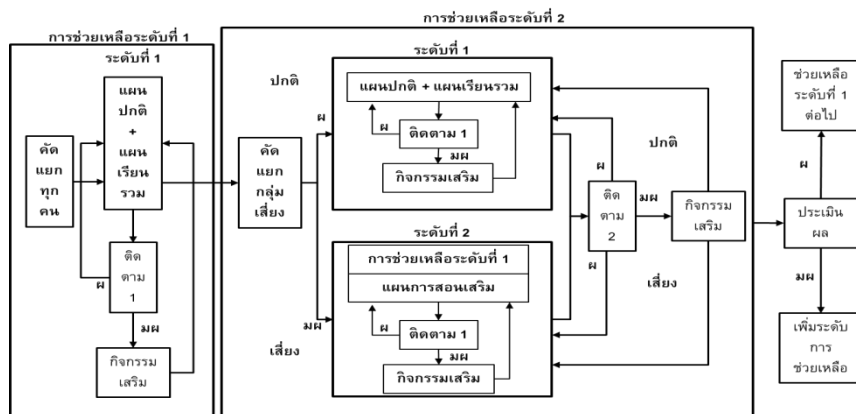 การช่วยเหลือระดับที่ 1
ระดับที่ 1
คัด
แยก
ทุก
คน
แผน
ปกติ
+
แผน
เรียน
รวม
ติด
ตาม
1
ผ
มผ
กิจกรรม
เสริม
การช่วยเหลือระดับที่ 2
คัด
แยก
กลุ่ม
เสี่ยง
ปกติ
ผ
มผ
เสี่ยง
ระดับที่ 1
แผนปกติ + แผนเรียนรวม
ติดตาม 1
ผ
มผ
กิจกรรมเสริม
ระดับที่ 2
การช่วยเหลือระดับที่ 1
แผนการสอนเสริม
ติดตาม 1
ผ
มผ
กิจกรรมเสริม
ผ
ติด
ตาม
2
ผ
มผ
ปกติ
กิจกรรม
เสริม
เสี่ยง
ช่วยเหลือ
ระดับที่ 1
ต่อไป
ผ
ประเมิน
ผล
มผ
เพิ่มระดับ
การ
ช่วยเหลือ